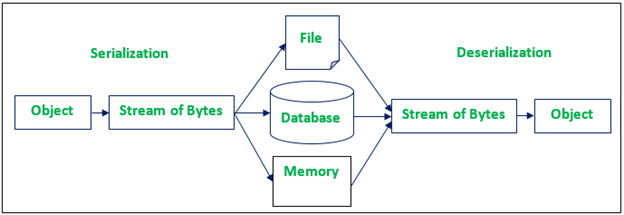 File
Serialization
Deserialization
Object
Stream of Bytes
Database
Stream of Bytes
Object
Memory